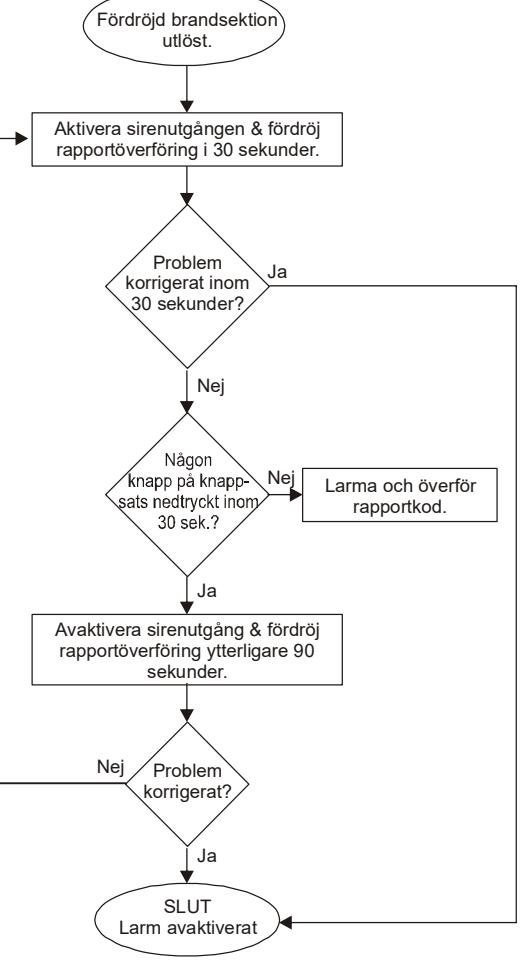 Fördröjd brandsektion
utlöst.
Aktivera sirenutgången & fördröj
rapportöverföring i 30 sekunder.
Problem
korrigerat inom
30 sekunder?
Ja
Nej
Någon
knapp på knapp-
sats nedtryckt inom
30 sek.?
Nej
Larma och överför
rapportkod.
Ja
Avaktivera sirenutgång & fördröj
rapportöverföring ytterligare 90
sekunder.
Nej
Problem
korrigerat?
Ja
SLUT
Larm avaktiverat